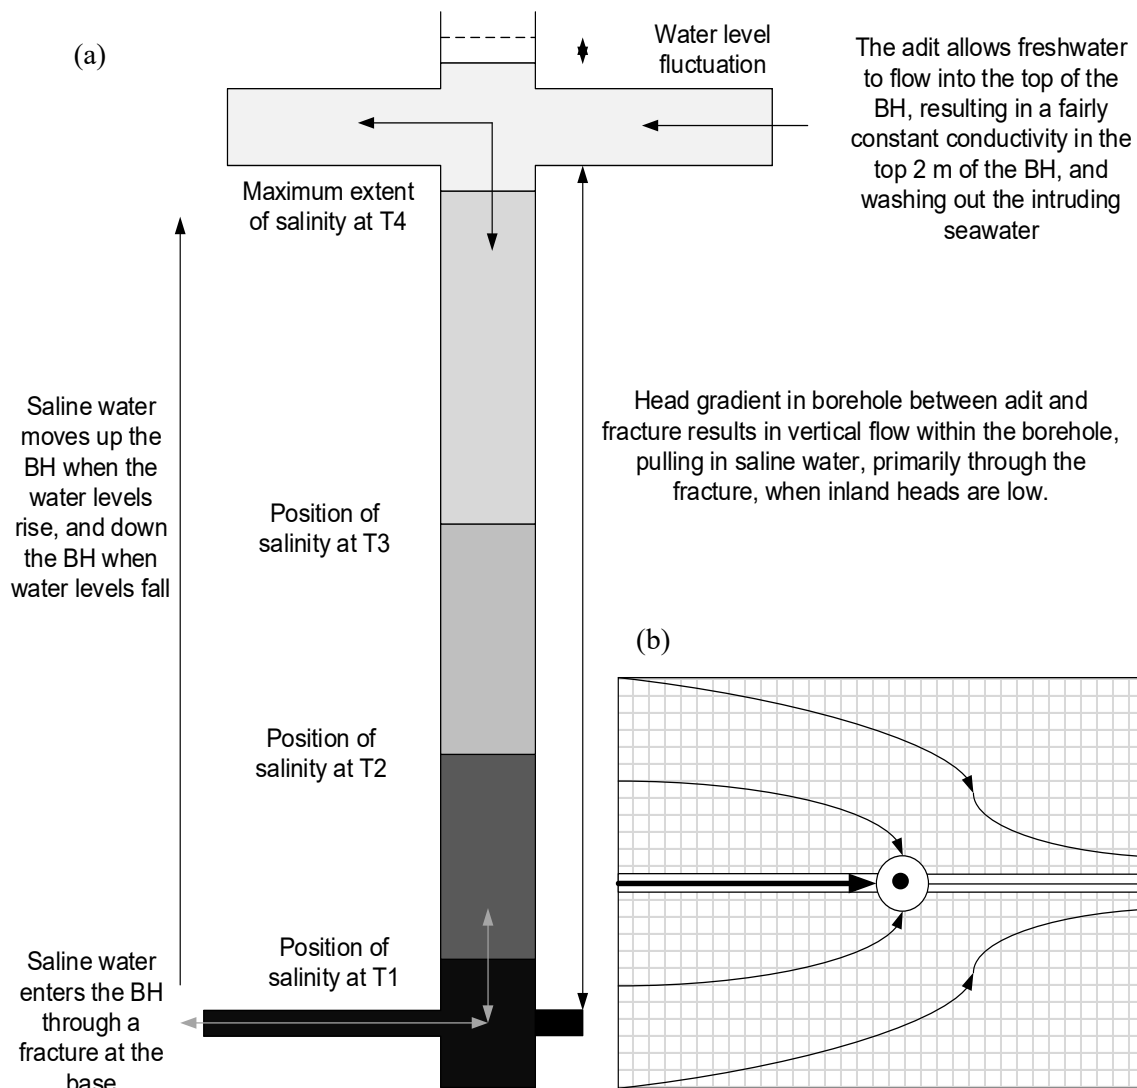 (a)
Water level
fluctuation
The adit allows freshwater
to flow into the top of the
BH, resulting in a fairly
constant conductivity in the
top 2 m of the BH, and
washing out the intruding
seawater
Maximum extent
of salinity at T4
Saline water
moves up the
BH when the
water levels
rise, and down
the BH when
water levels fall
Head gradient in borehole between adit and
fracture results in vertical flow within the borehole,
pulling in saline water, primarily through the
fracture, when inland heads are low.
Position of
salinity at T3
(b)
Position of
salinity at T2
Position of
salinity at T1
Saline water
enters the BH
through a
fracture at the
base